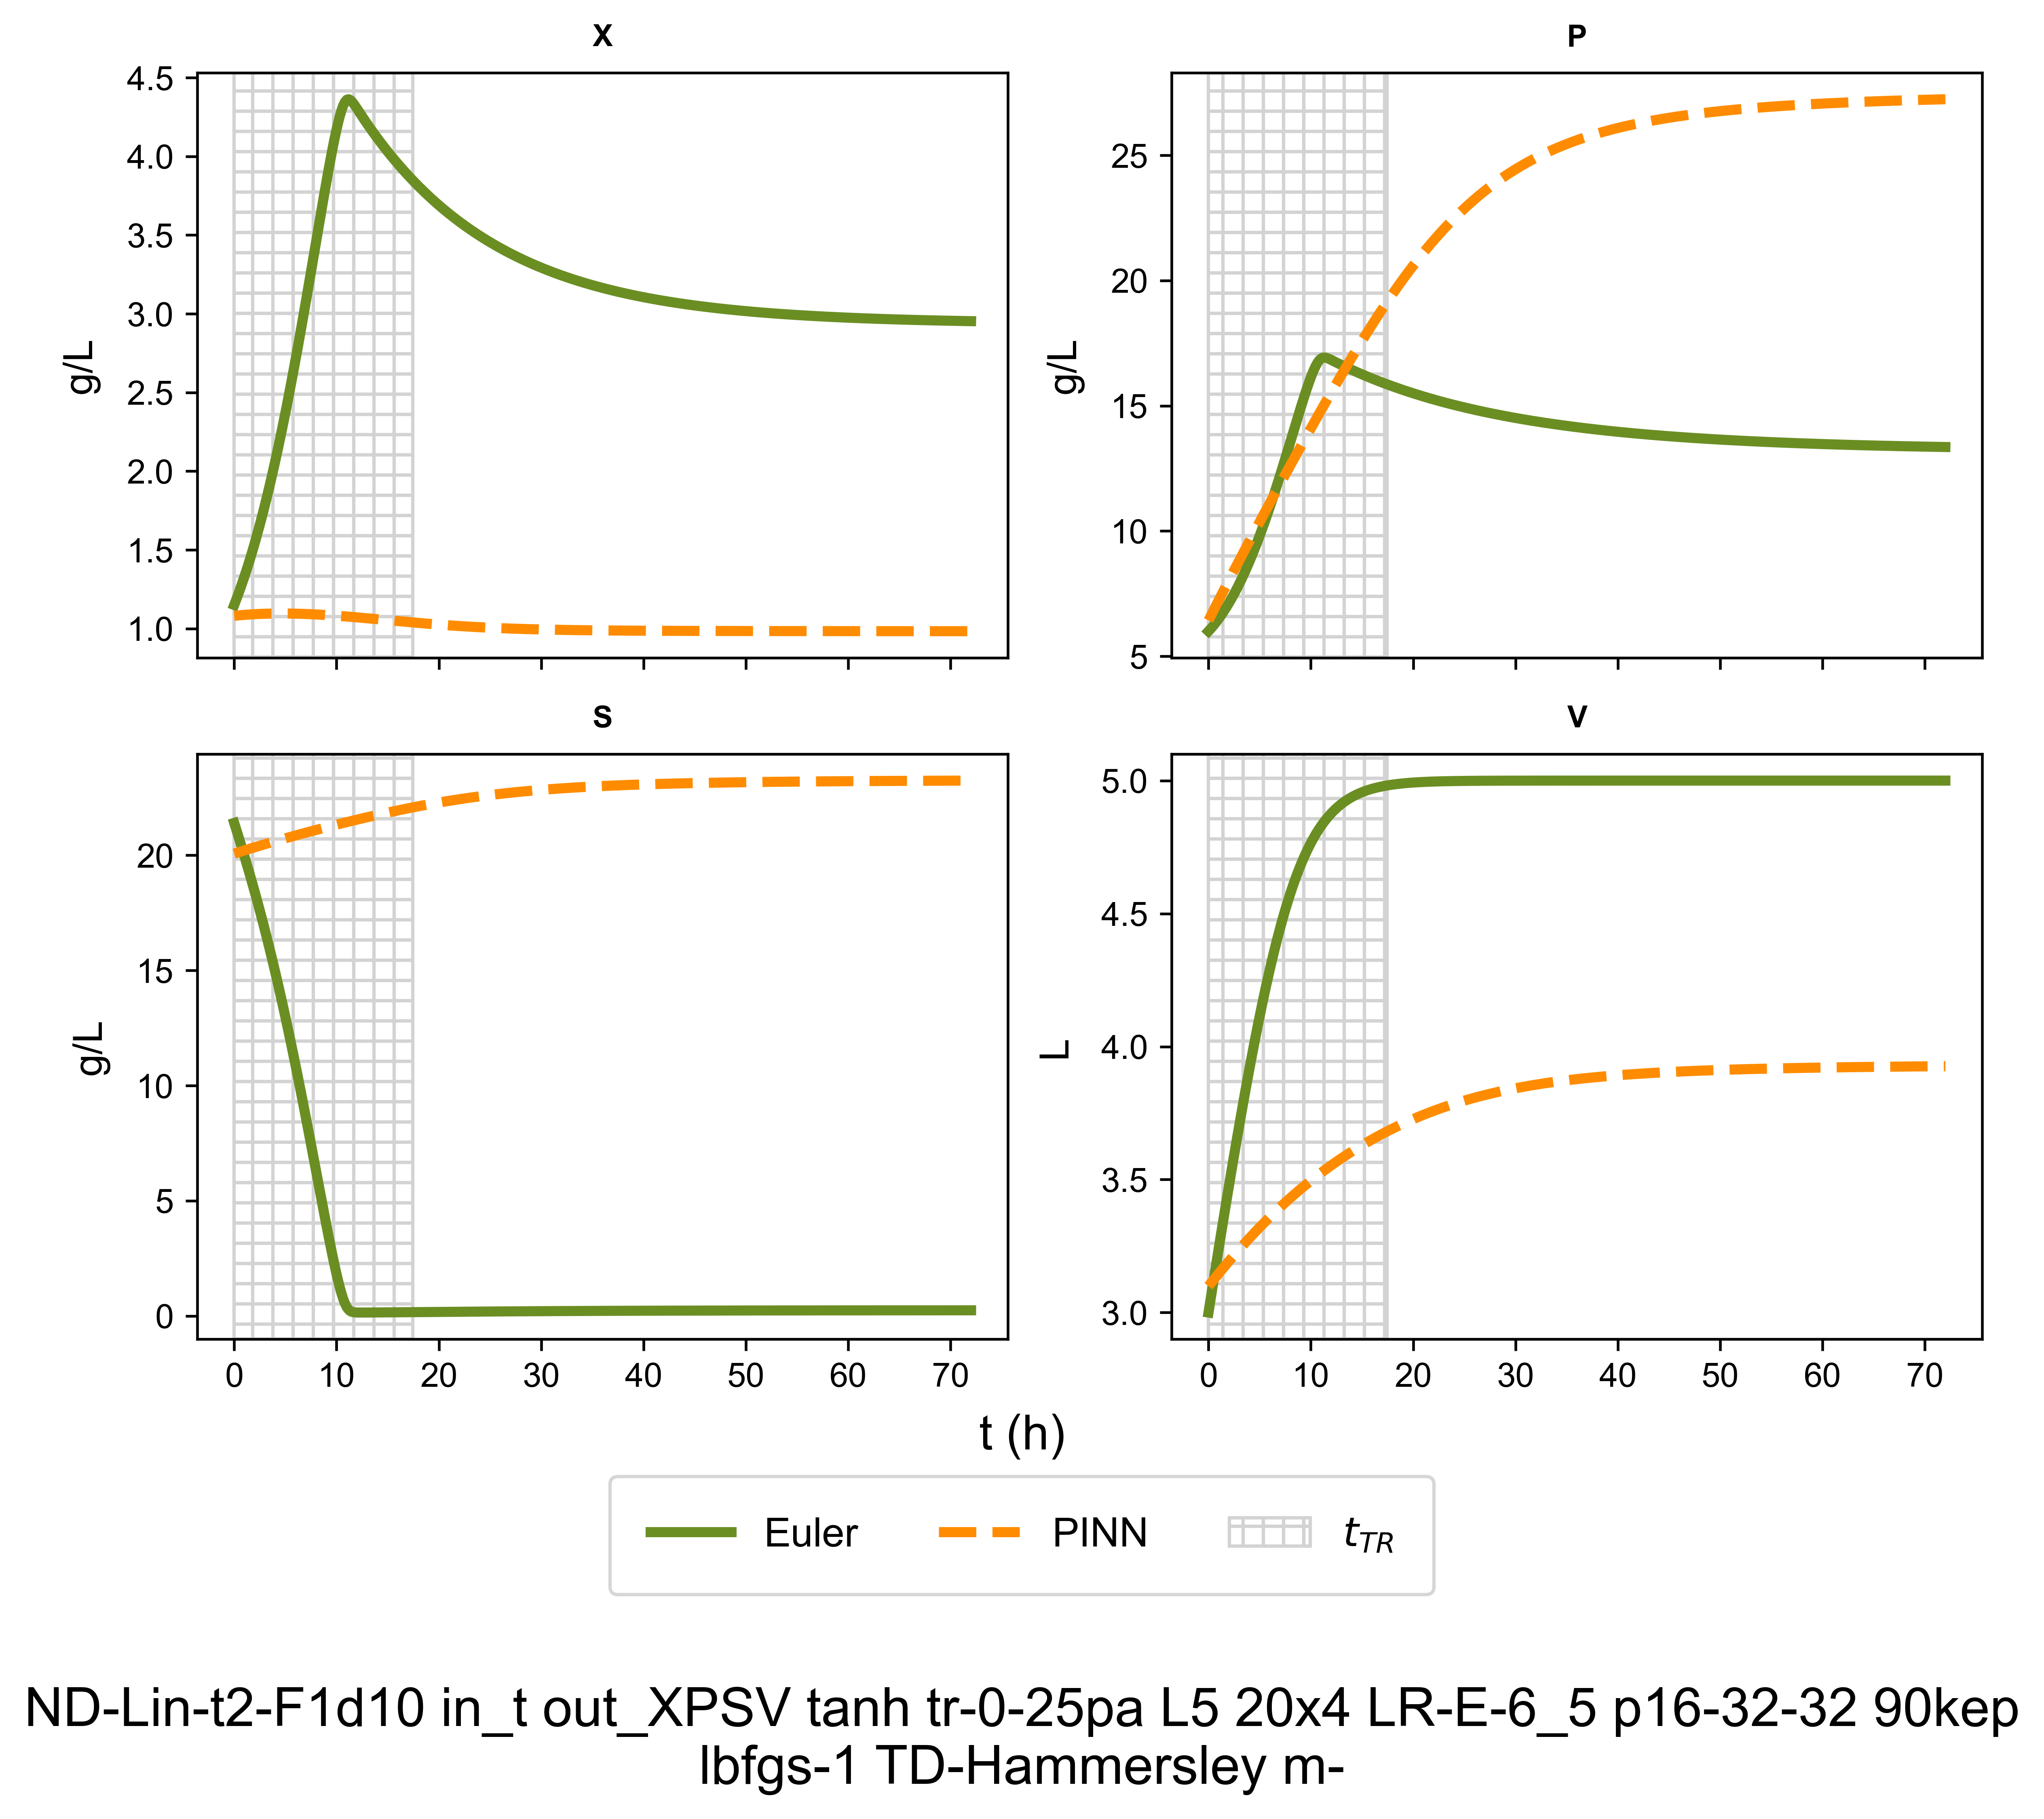 X
4.5
4.0
3.5
3.0
2.5
2.0
1.5
1.0
g/L
P
25
20
15
10
5
g/L
S
20
15
10
5
0
g/L
0 10 20 30 40 50 60 70
V
5.0
4.5
4.0
3.5
3.0
L
0 10 20 30 40 50 60 70
t (h)
Euler PINN t_{TR}
ND-Lin-t2-F1d10 in_t out_XPSV tanh tr-0-25pa L5 20x4 LR-E-6_5 p16-32-32 90kep
lbfgs-1 TD-Hammersley m-